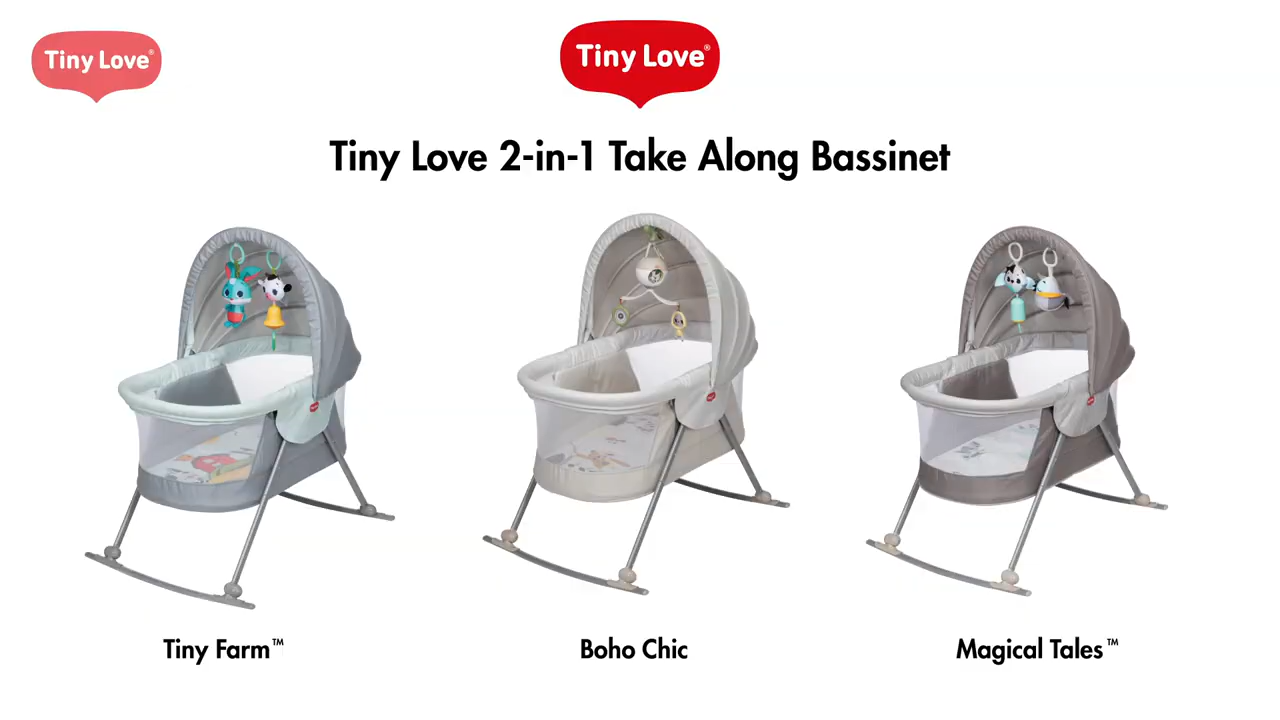 Tiny Love®
Tiny Love®
Tiny Love 2-in-1 Take Along Bassinet
Tiny Farm™
Boho Chic
Magical Tales™